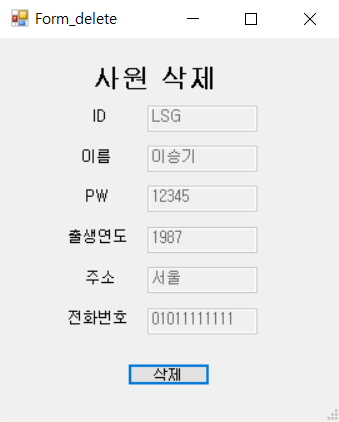 Form_delete
사원 삭제
ID LSG
이름 이승기
PW 12345
출생연도 1987
주소 서울
전화번호 01011111111
삭제